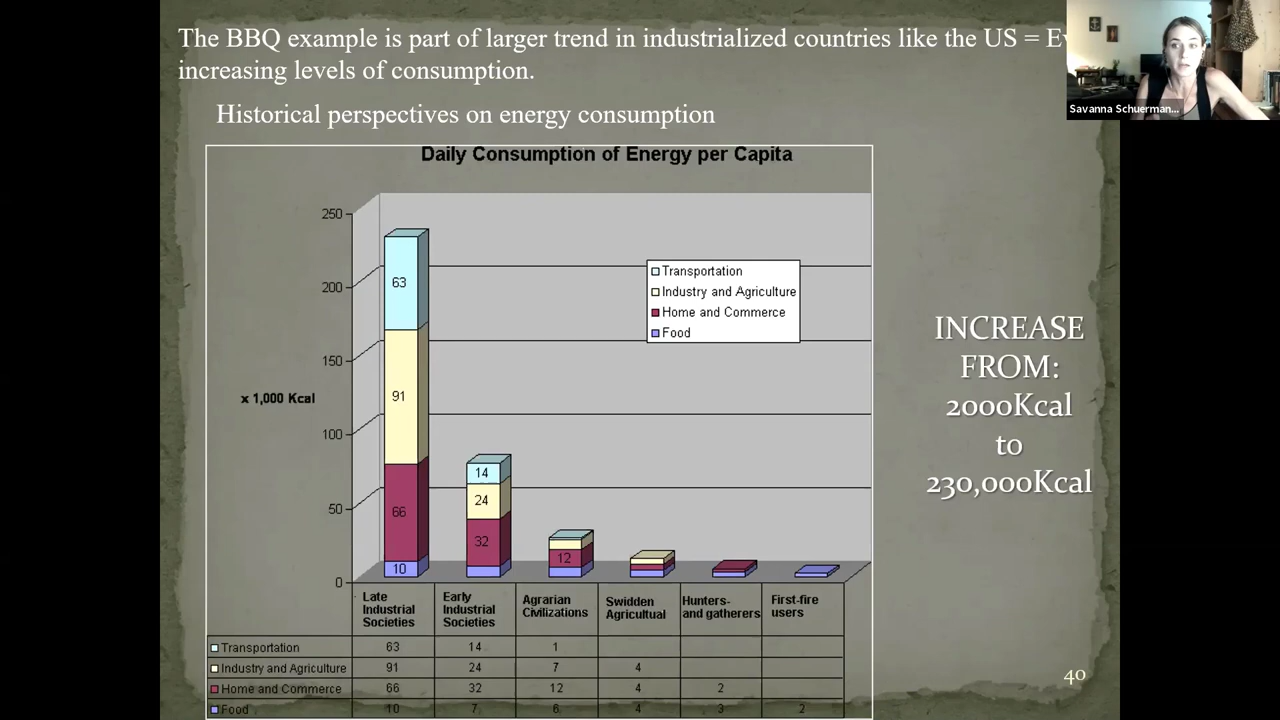 The BBQ example is part of larger trend in industrialized countries like the US =
increasing levels of consumption.
Savanna Schuerman...
Historical perspectives on energy consumption
Daily Consumption of Energy per Capita
250
200
150
100
50
0
x 1,000 Kcal
Transportation
Industry and Agriculture
Home and Commerce
Food
63
91
66
10
14
24
32
12
INCREASE
FROM:
2000Kcal
to
230,000Kcal
Late Industrial Societies
Early Industrial Societies
Agrarian Civilizations
Swidden Agricultual
Hunters- and gatherers
First-fire users
Transportation 63 14 1
Industry and Agriculture 91 24 7 4
Home and Commerce 66 32 12 4 2
Food 10 7 6 4 3 2
40